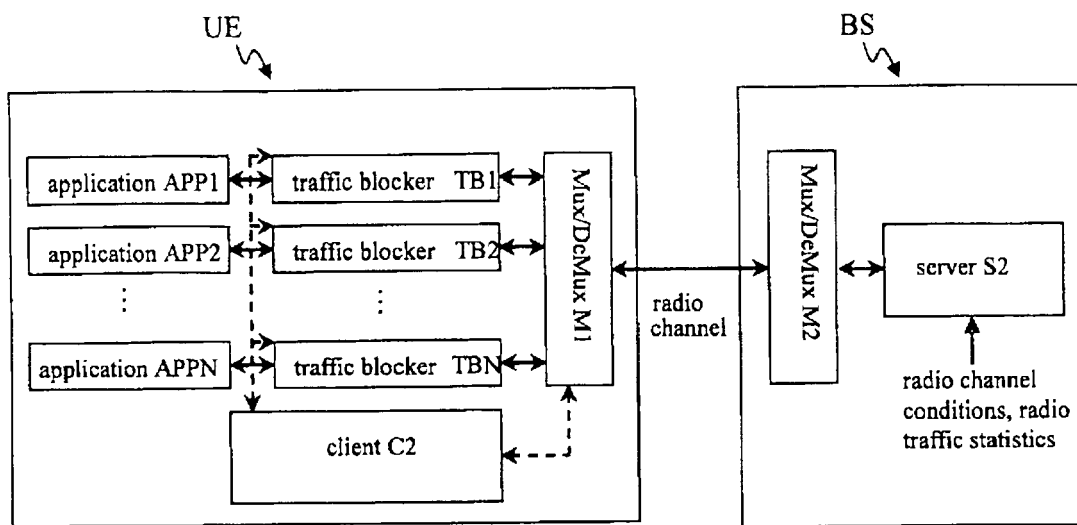 UE
BS
application APP1
traffic blocker TB1
application APP2
traffic blocker TB2
application APPN
traffic blocker TBN
client C2
Mux/DeMux M1
radio
channel
Mux/DeMux M2
server S2
radio channel
conditions, radio
traffic statistics